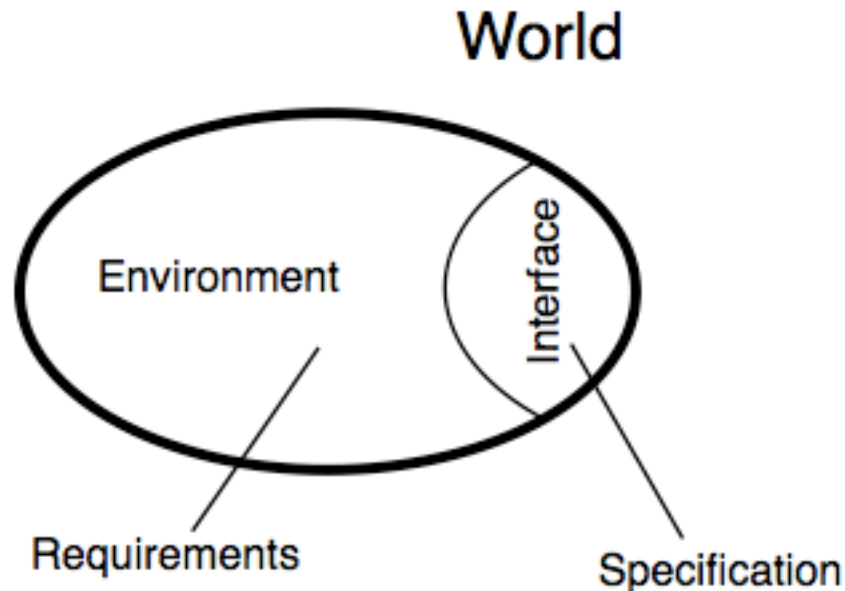 World
Environment
Interface
Requirements
Specification